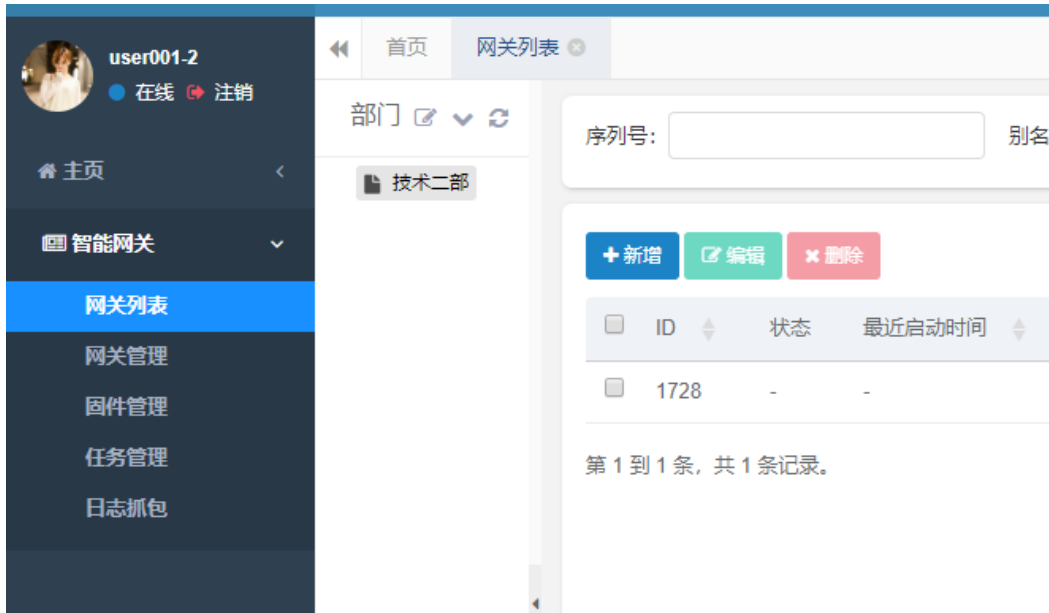 user001-2
在线 注销
主页
智能网关
网关列表
网关管理
固件管理
任务管理
日志抓包
首页 网关列表
部门
技术二部
序列号： 别名
新增 编辑 删除
ID 状态 最近启动时间
1728 - -
第 1 到 1 条，共 1 条记录。